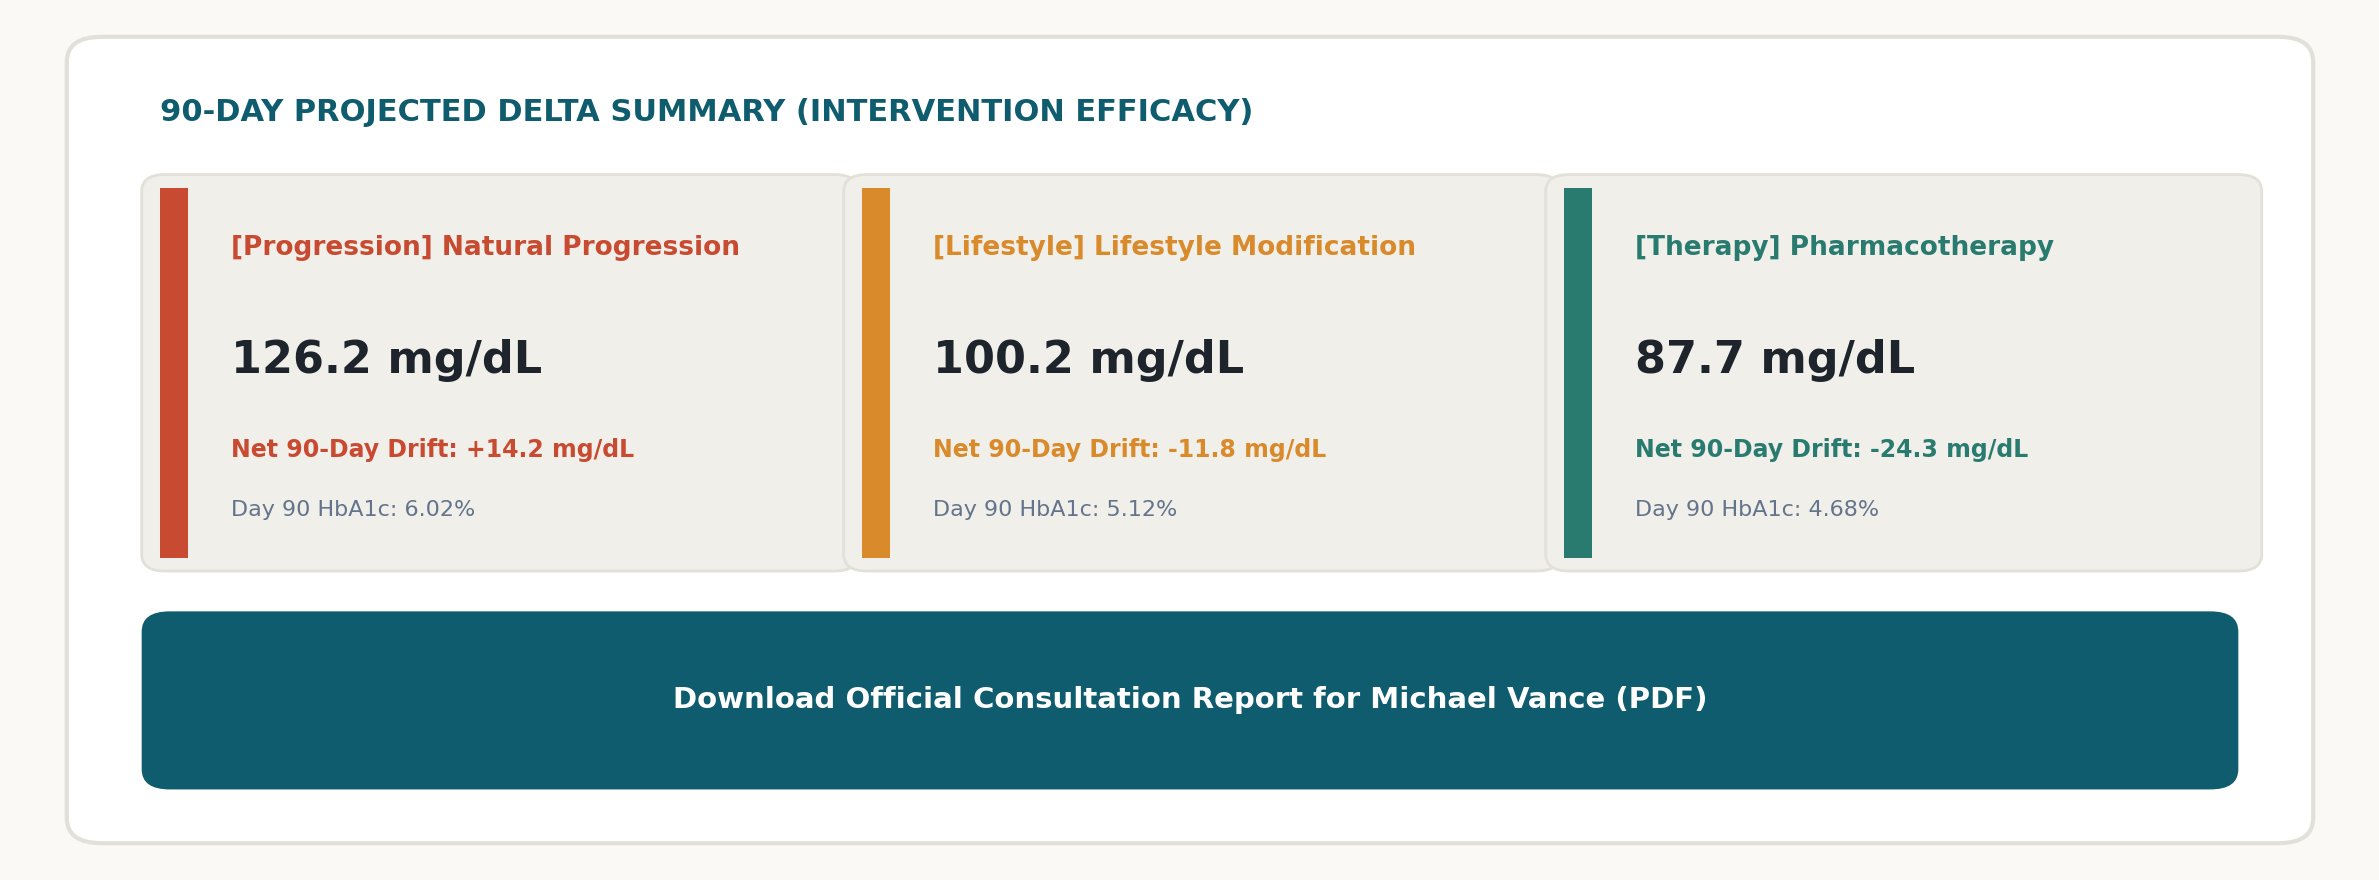 90-DAY PROJECTED DELTA SUMMARY (INTERVENTION EFFICACY)
[Progression] Natural Progression
126.2 mg/dL
Net 90-Day Drift: +14.2 mg/dL
Day 90 HbA1c: 6.02%
[Lifestyle] Lifestyle Modification
100.2 mg/dL
Net 90-Day Drift: -11.8 mg/dL
Day 90 HbA1c: 5.12%
[Therapy] Pharmacotherapy
87.7 mg/dL
Net 90-Day Drift: -24.3 mg/dL
Day 90 HbA1c: 4.68%
Download Official Consultation Report for Michael Vance (PDF)